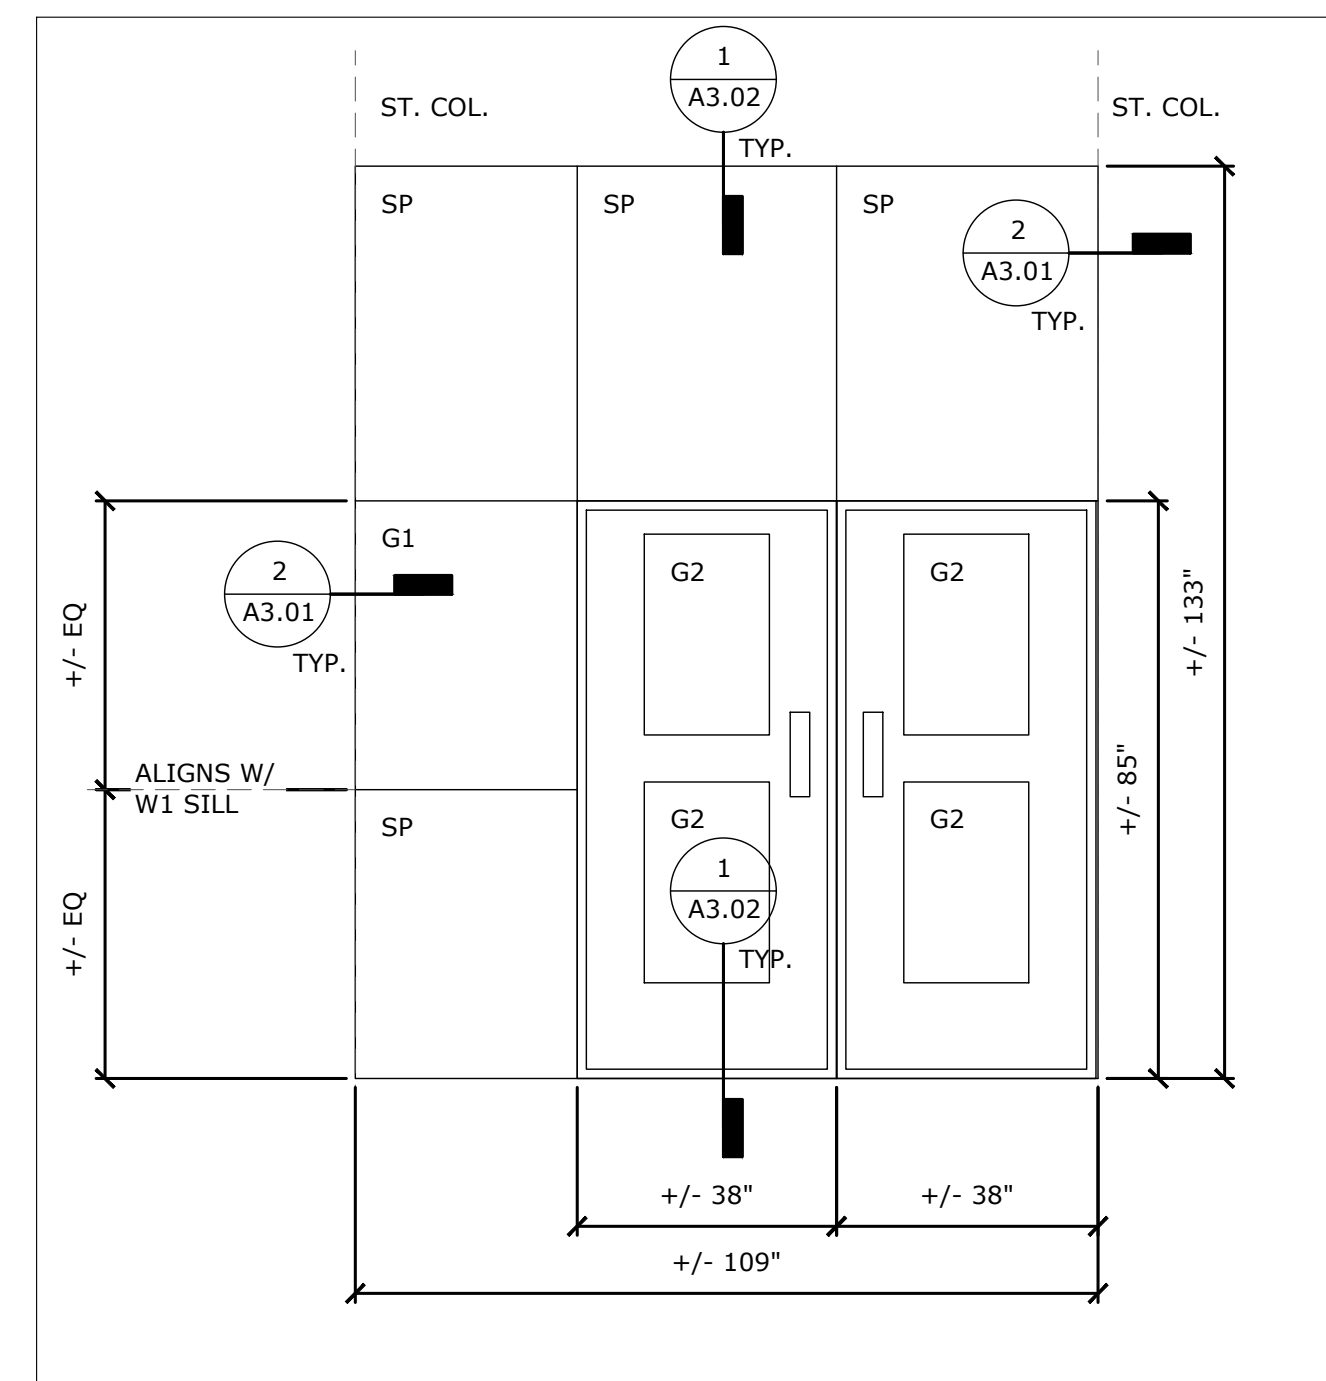 1
A3.02
ST. COL.
ST. COL.
TYP.
SP
SP
SP
2
A3.01
TYP.
G1
2
A3.01
TYP.
G2
G2
+/- EQ
+/- 133"
ALIGNS W/
W1 SILL
+/- 85"
SP
G2
G2
1
A3.02
TYP.
+/- EQ
+/- 38"
+/- 38"
+/- 109"